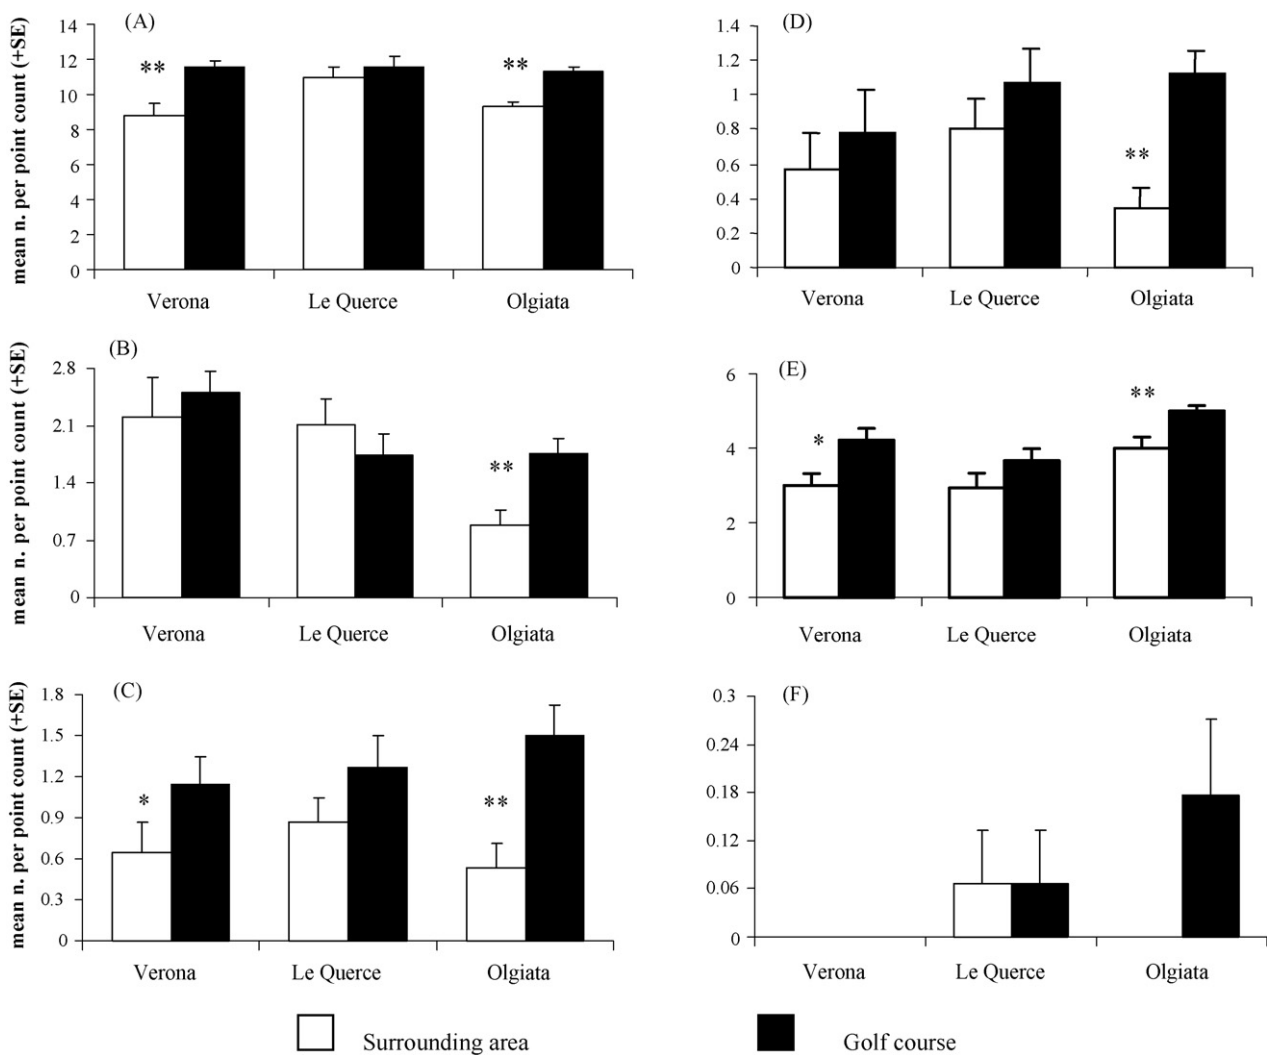 (A)
mean n. per point count (+SE)
14
12
10
8
6
4
2
0
**
**
Verona Le Querce Olgiata
(D)
1.4
1.2
1
0.8
0.6
0.4
0.2
0
**
Verona Le Querce Olgiata
(B)
mean n. per point count (+SE)
2.8
2.1
1.4
0.7
0
**
Verona Le Querce Olgiata
(E)
6
4
2
0
*
**
Verona Le Querce Olgiata
(C)
mean n. per point count (+SE)
1.8
1.5
1.2
0.9
0.6
0.3
0
*
**
Verona Le Querce Olgiata
(F)
0.3
0.24
0.18
0.12
0.06
0
Verona Le Querce Olgiata
Surrounding area Golf course